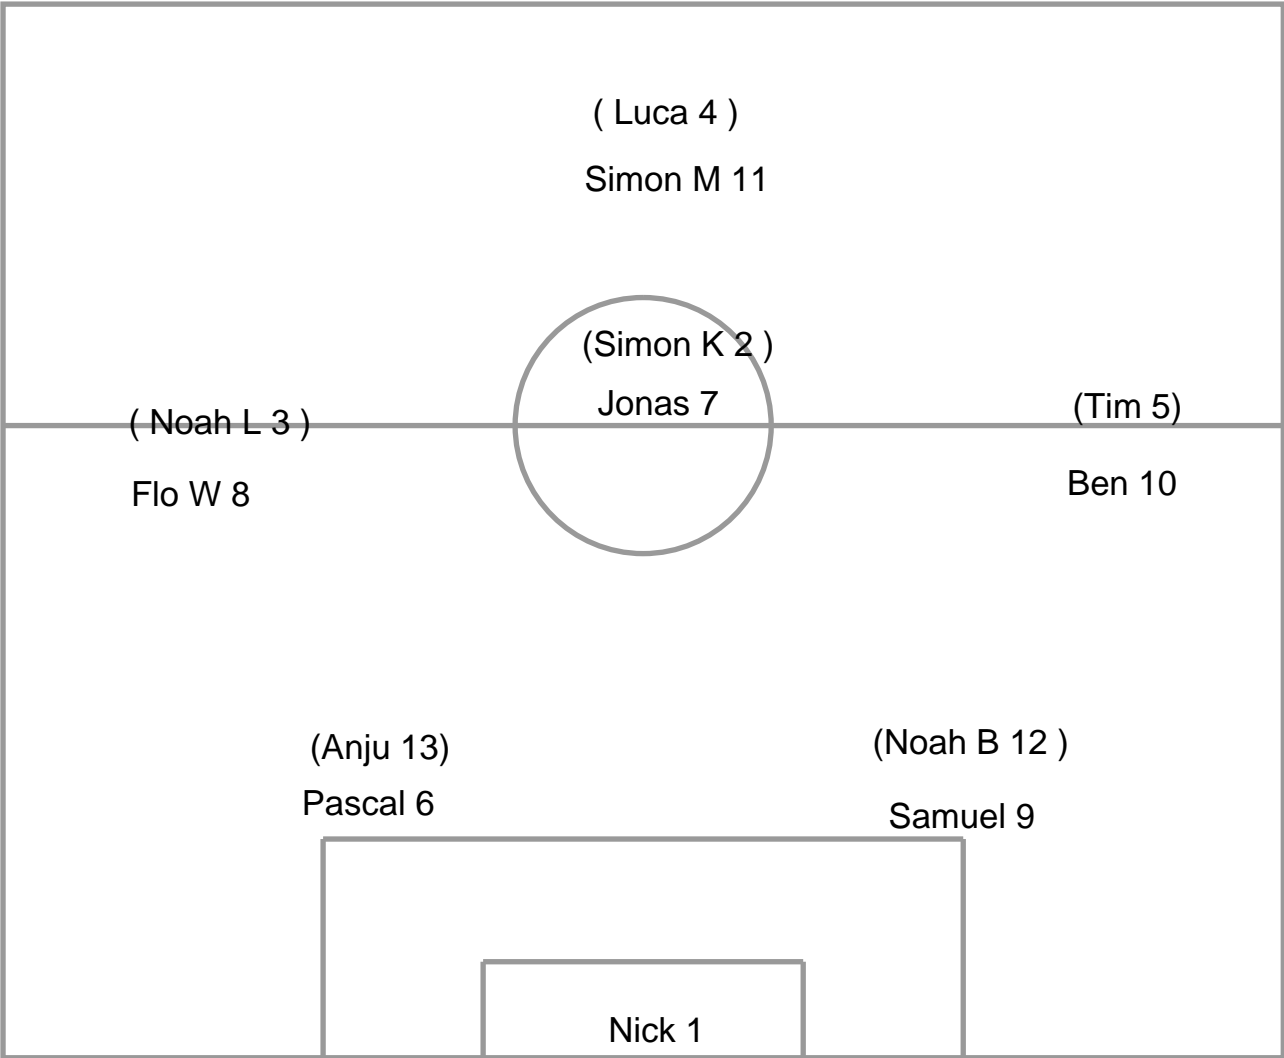 ( Luca 4 )
Simon M 11
(Simon K 2 )
Jonas 7
(Tim 5)
( Noah L 3 )
Ben 10
Flo W 8
(Noah B 12 )
(Anju 13)
Pascal 6
Samuel 9
Nick 1